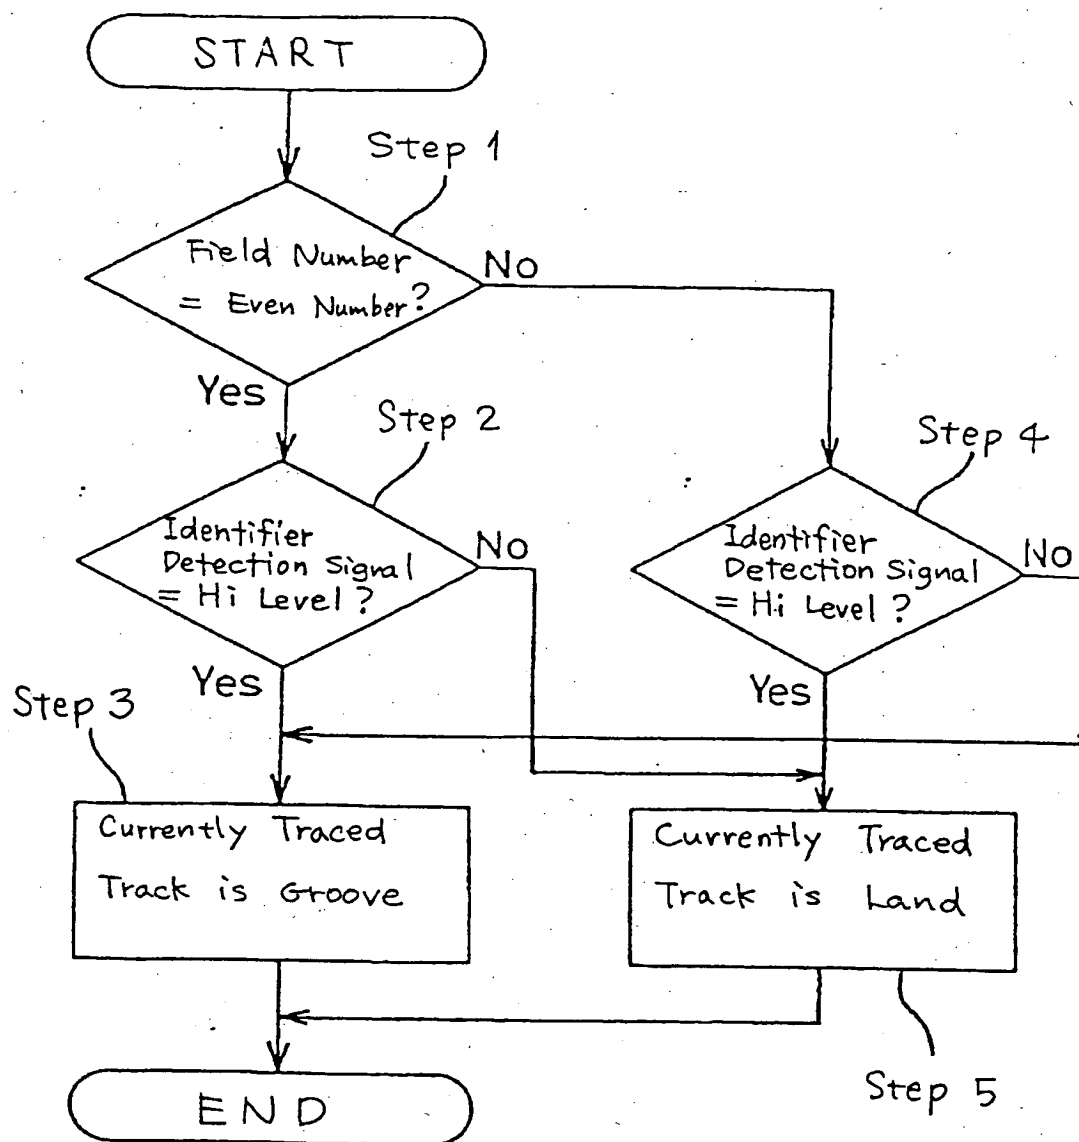 START
Step 1
Field Number
= Even Number?
No
Yes
Step 2
Identifier
Detection Signal
= Hi Level ?
No
Yes
Step 4
Identifier
Detection Signal
= Hi Level ?
No
Yes
Step 3
Currently Traced
Track is Groove
Currently Traced
Track is Land
Step 5
END